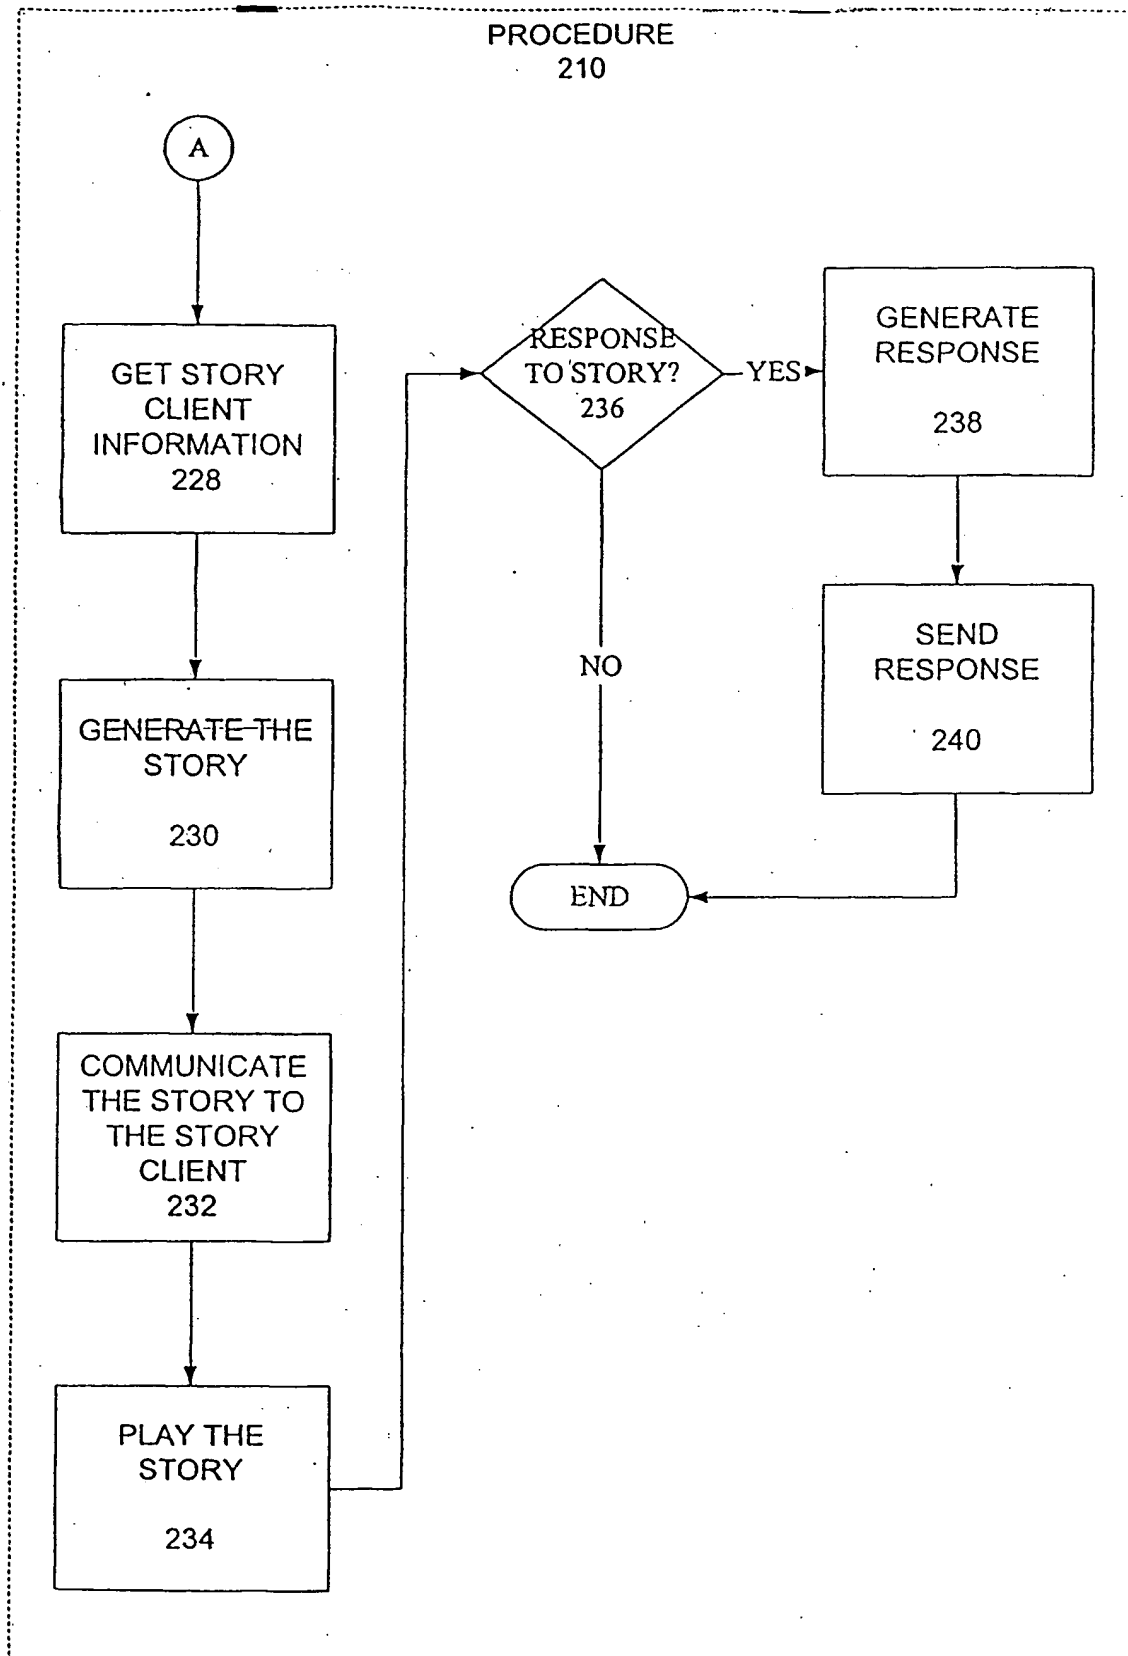 PROCEDURE
210
A
GET STORY
CLIENT
INFORMATION
228
GENERATE THE
STORY
230
COMMUNICATE
THE STORY TO
THE STORY
CLIENT
232
PLAY THE
STORY
234
RESPONSE
TO STORY?
236
YES
NO
GENERATE
RESPONSE
238
SEND
RESPONSE
240
END